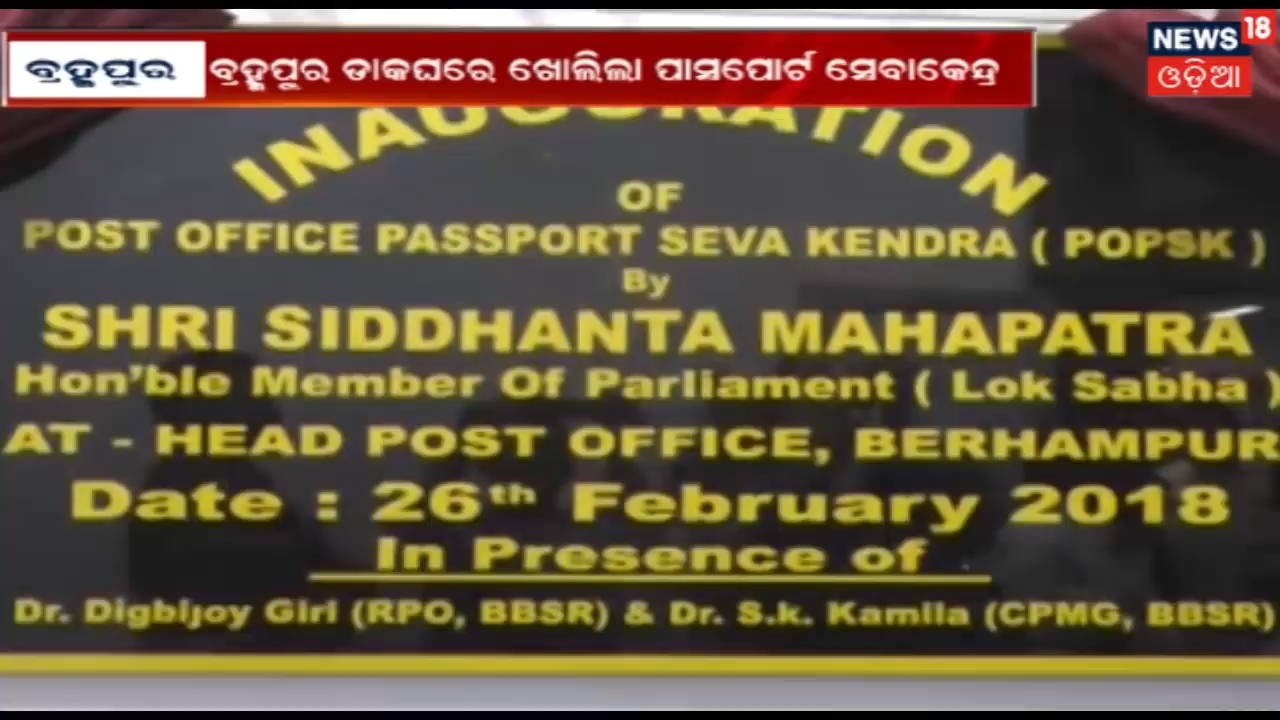 NEWS 18
ଓଡ଼ିଆ
ବ୍ରହ୍ମପୁର
ବ୍ରହ୍ମପୁର ଡାକଘରେ ଖୋଲିଲା ପାସପୋର୍ଟ ସେବାକେନ୍ଦ୍ର
INAUGURATION
OF
POST OFFICE PASSPORT SEVA KENDRA ( POPSK )
By
SHRI SIDDHANTA MAHAPATRA
Hon'ble Member Of Parliament ( Lok Sabha )
AT - HEAD POST OFFICE, BERHAMPUR
Date : 26th February 2018
In Presence of
Dr. Digbijoy Giri (RPO, BBSR) & Dr. S.k. Kamila (CPMG, BBSR)